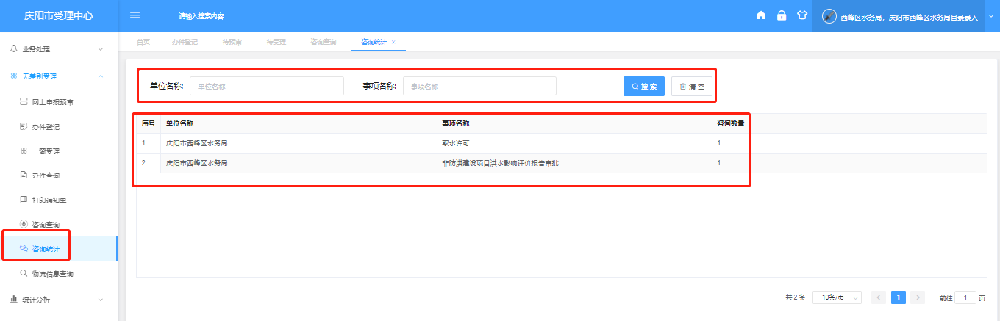 庆阳市受理中心
请输入搜索内容
西峰区水务局，庆阳市西峰区水务局目录录入
业务处理
无差别受理
网上申报预审
办件登记
一窗受理
办件查询
打印通知单
咨询查询
咨询统计
物流信息查询
统计分析
首页 办件登记 待预审 待受理 咨询查询 咨询统计 ×
单位名称: 单位名称 事项名称: 事项名称 搜 索 清 空
序号 单位名称 事项名称 咨询数量
1 庆阳市西峰区水务局 取水许可 1
2 庆阳市西峰区水务局 非防洪建设项目洪水影响评价报告审批 1
共 2 条 10条/页 < 1 > 前往 1 页